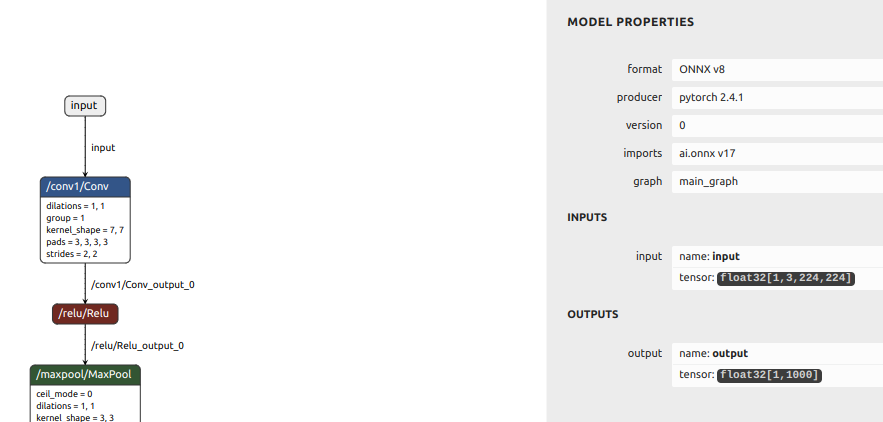 input
input
/conv1/Conv
dilations = 1, 1
group = 1
kernel_shape = 7, 7
pads = 3, 3, 3, 3
strides = 2, 2
/conv1/Conv_output_0
/relu/Relu
/relu/Relu_output_0
/maxpool/MaxPool
ceil_mode = 0
dilations = 1, 1
kernel_shape = 3, 3
MODEL PROPERTIES
format ONNX v8
producer pytorch 2.4.1
version 0
imports ai.onnx v17
graph main_graph
INPUTS
input name: input
tensor: float32[1,3,224,224]
OUTPUTS
output name: output
tensor: float32[1,1000]